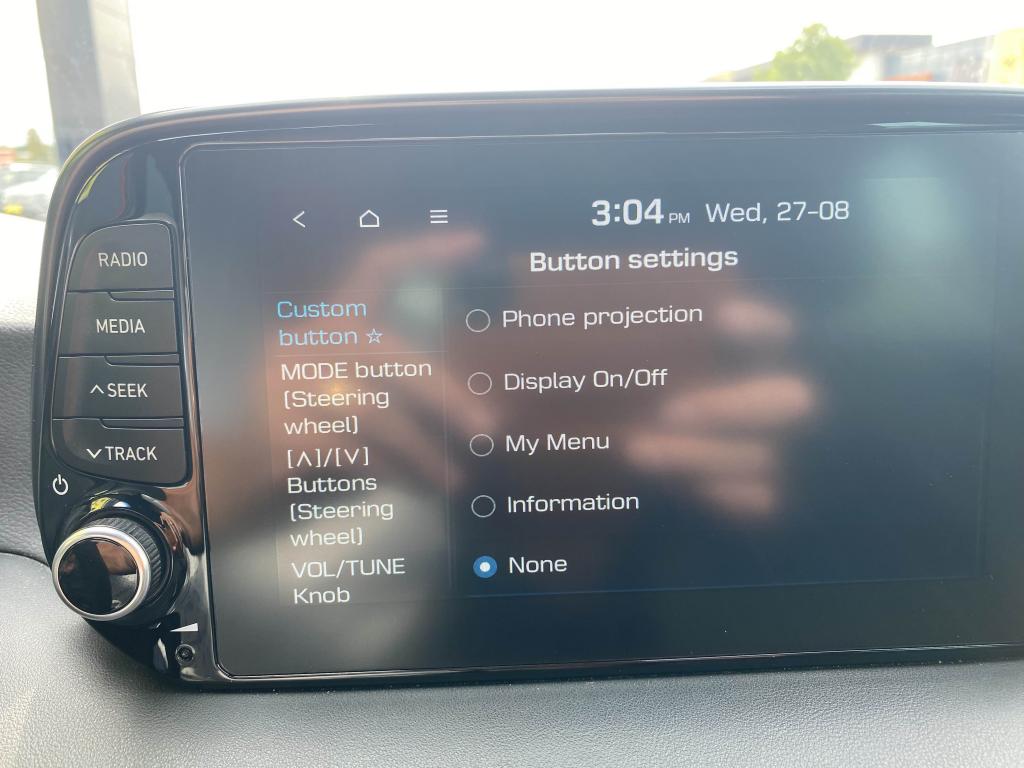 3:04 PM Wed, 27-08
Button settings
RADIO
MEDIA
∧ SEEK
∨ TRACK
Custom
button ☆
MODE button
(Steering
wheel)
[∧]/[∨]
Buttons
(Steering
wheel)
VOL/TUNE
Knob
Phone projection
Display On/Off
My Menu
Information
None